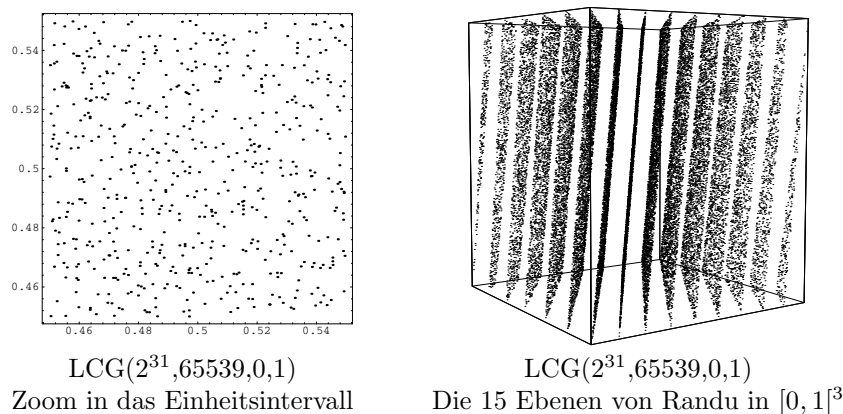 0.54
0.52
0.5
0.48
0.46
0.46 0.48 0.5 0.52 0.54
LCG(2^31,65539,0,1)
Zoom in das Einheitsintervall
LCG(2^31,65539,0,1)
Die 15 Ebenen von Randu in [0, 1[^3